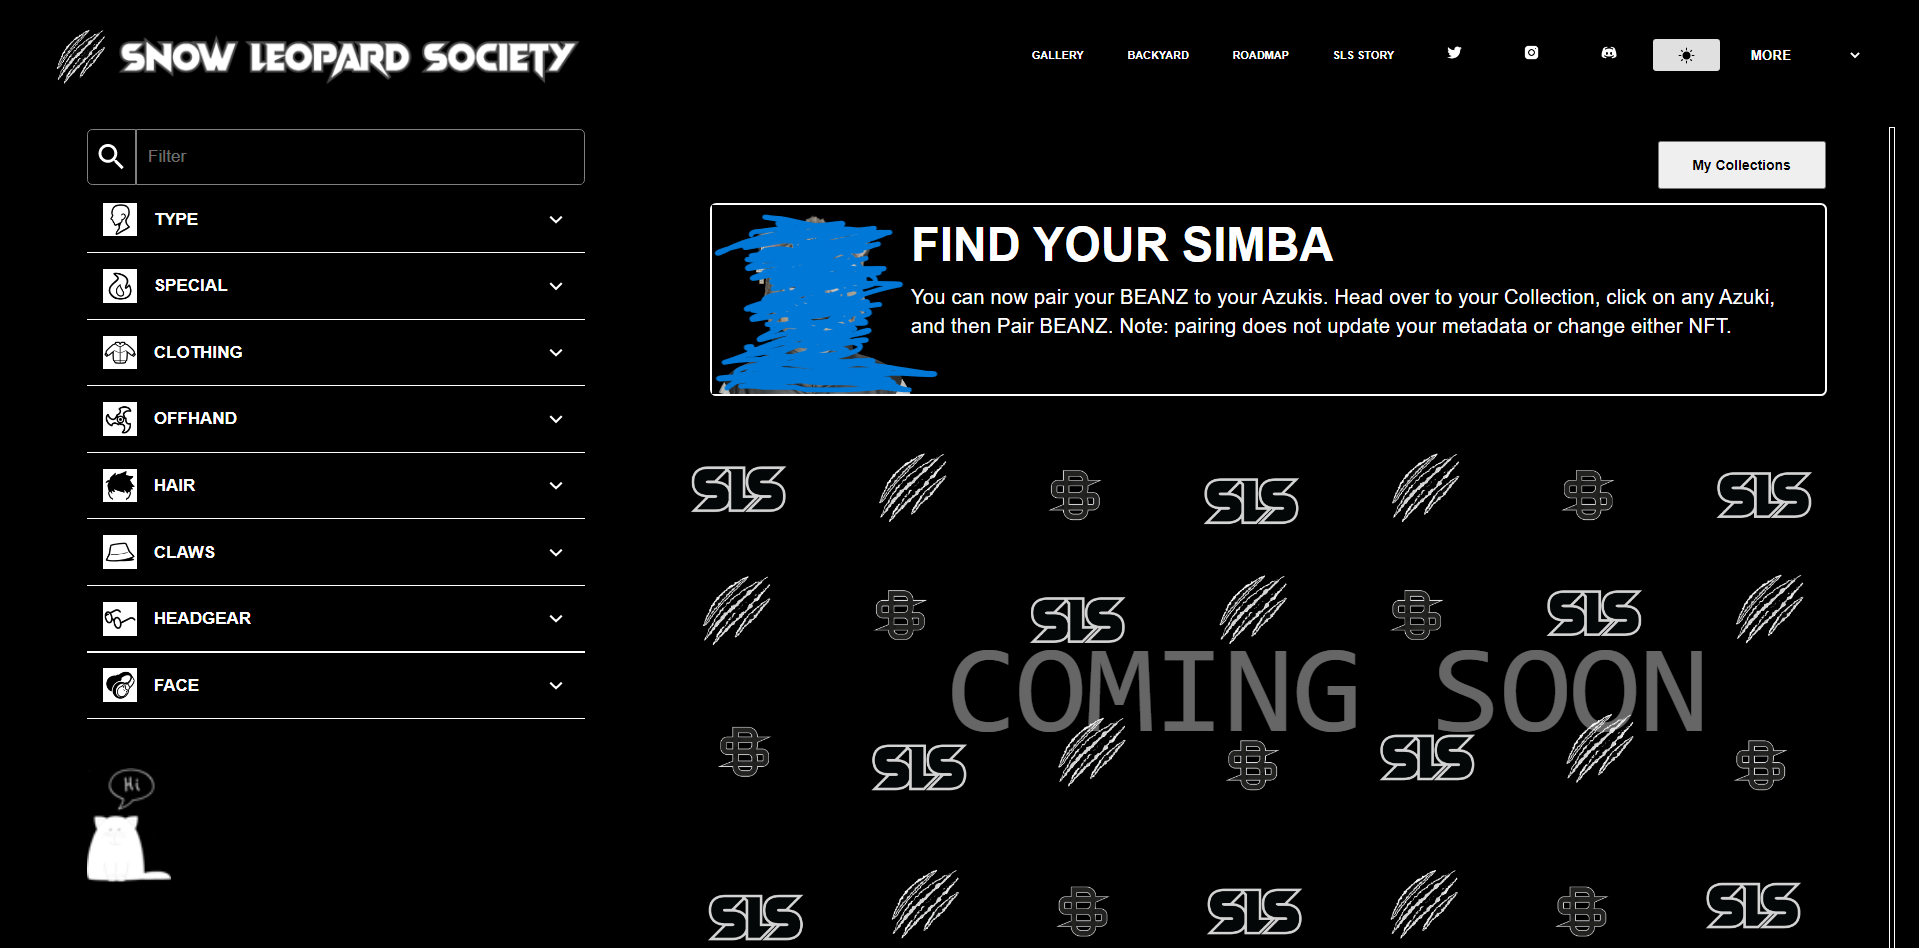 SNOW LEOPARD SOCIETY
GALLERY
BACKYARD
ROADMAP
SLS STORY
MORE
Filter
TYPE
SPECIAL
CLOTHING
OFFHAND
HAIR
CLAWS
HEADGEAR
FACE
Hi
My Collections
FIND YOUR SIMBA
You can now pair your BEANZ to your Azukis. Head over to your Collection, click on any Azuki,
and then Pair BEANZ. Note: pairing does not update your metadata or change either NFT.
SLS SLS SLS
SLS SLS
COMING SOON
SLS SLS
SLS SLS SLS